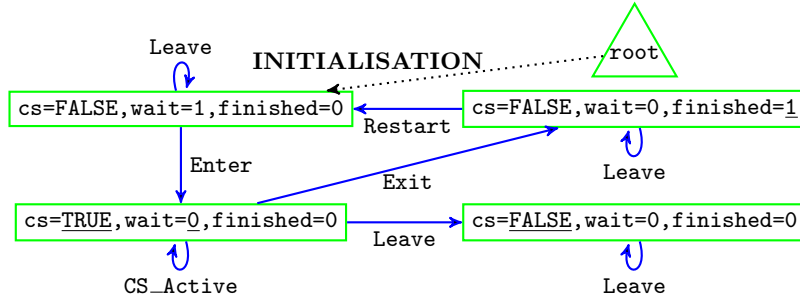 Leave
INITIALISATION
root
cs=FALSE,wait=1,finished=0
cs=FALSE,wait=0,finished=1
Restart
Enter
Leave
Exit
cs=TRUE,wait=0,finished=0
cs=FALSE,wait=0,finished=0
Leave
CS_Active
Leave